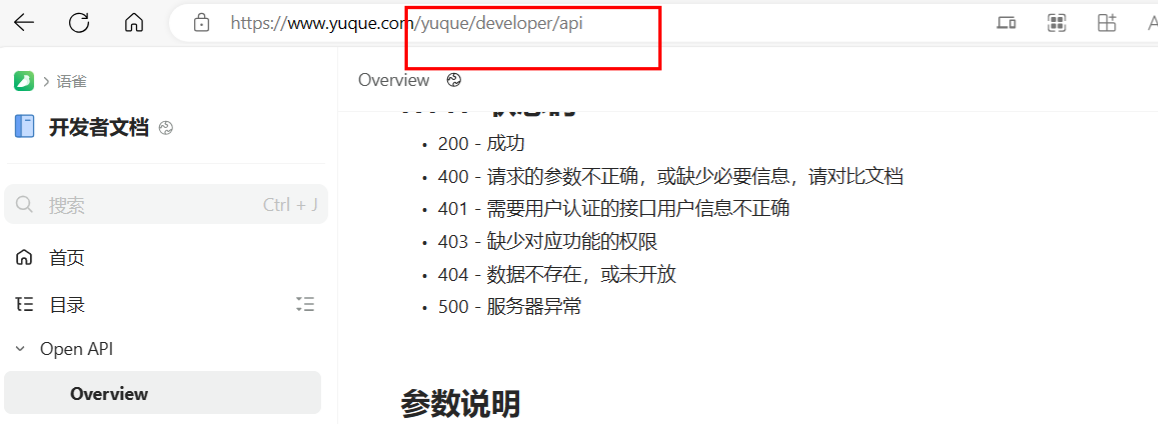 https://www.yuque.com/yuque/developer/api
语雀
开发者文档
搜索
Ctrl + J
首页
目录
Open API
Overview
Overview
200 - 成功
400 - 请求的参数不正确，或缺少必要信息，请对比文档
401 - 需要用户认证的接口用户信息不正确
403 - 缺少对应功能的权限
404 - 数据不存在，或未开放
500 - 服务器异常
参数说明